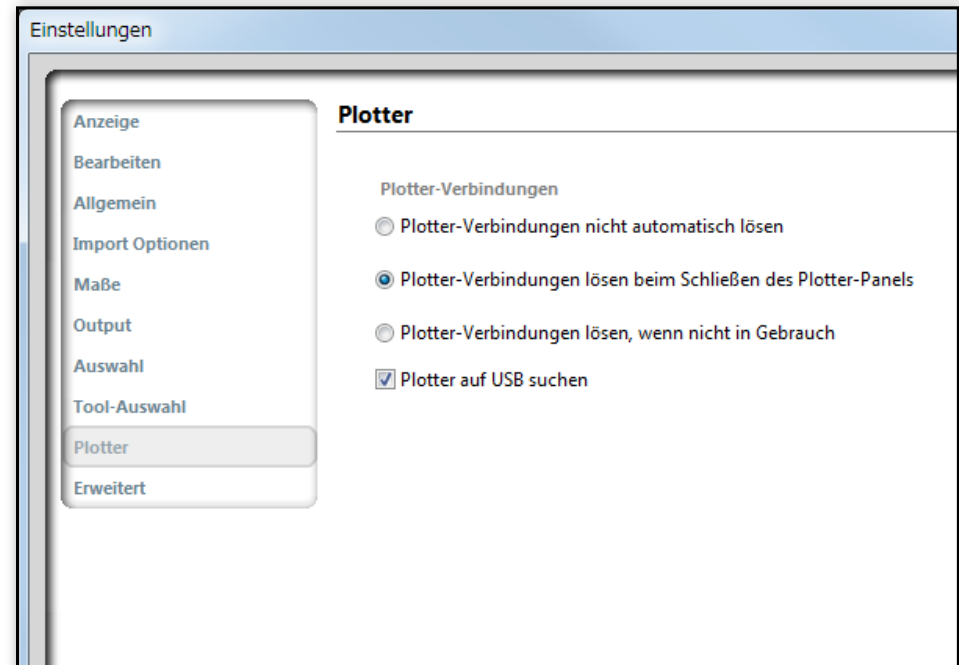 Einstellungen
Anzeige
Bearbeiten
Allgemein
Import Optionen
Maße
Output
Auswahl
Tool-Auswahl
Plotter
Erweitert
Plotter
Plotter-Verbindungen
Plotter-Verbindungen nicht automatisch lösen
Plotter-Verbindungen lösen beim Schließen des Plotter-Panels
Plotter-Verbindungen lösen, wenn nicht in Gebrauch
Plotter auf USB suchen